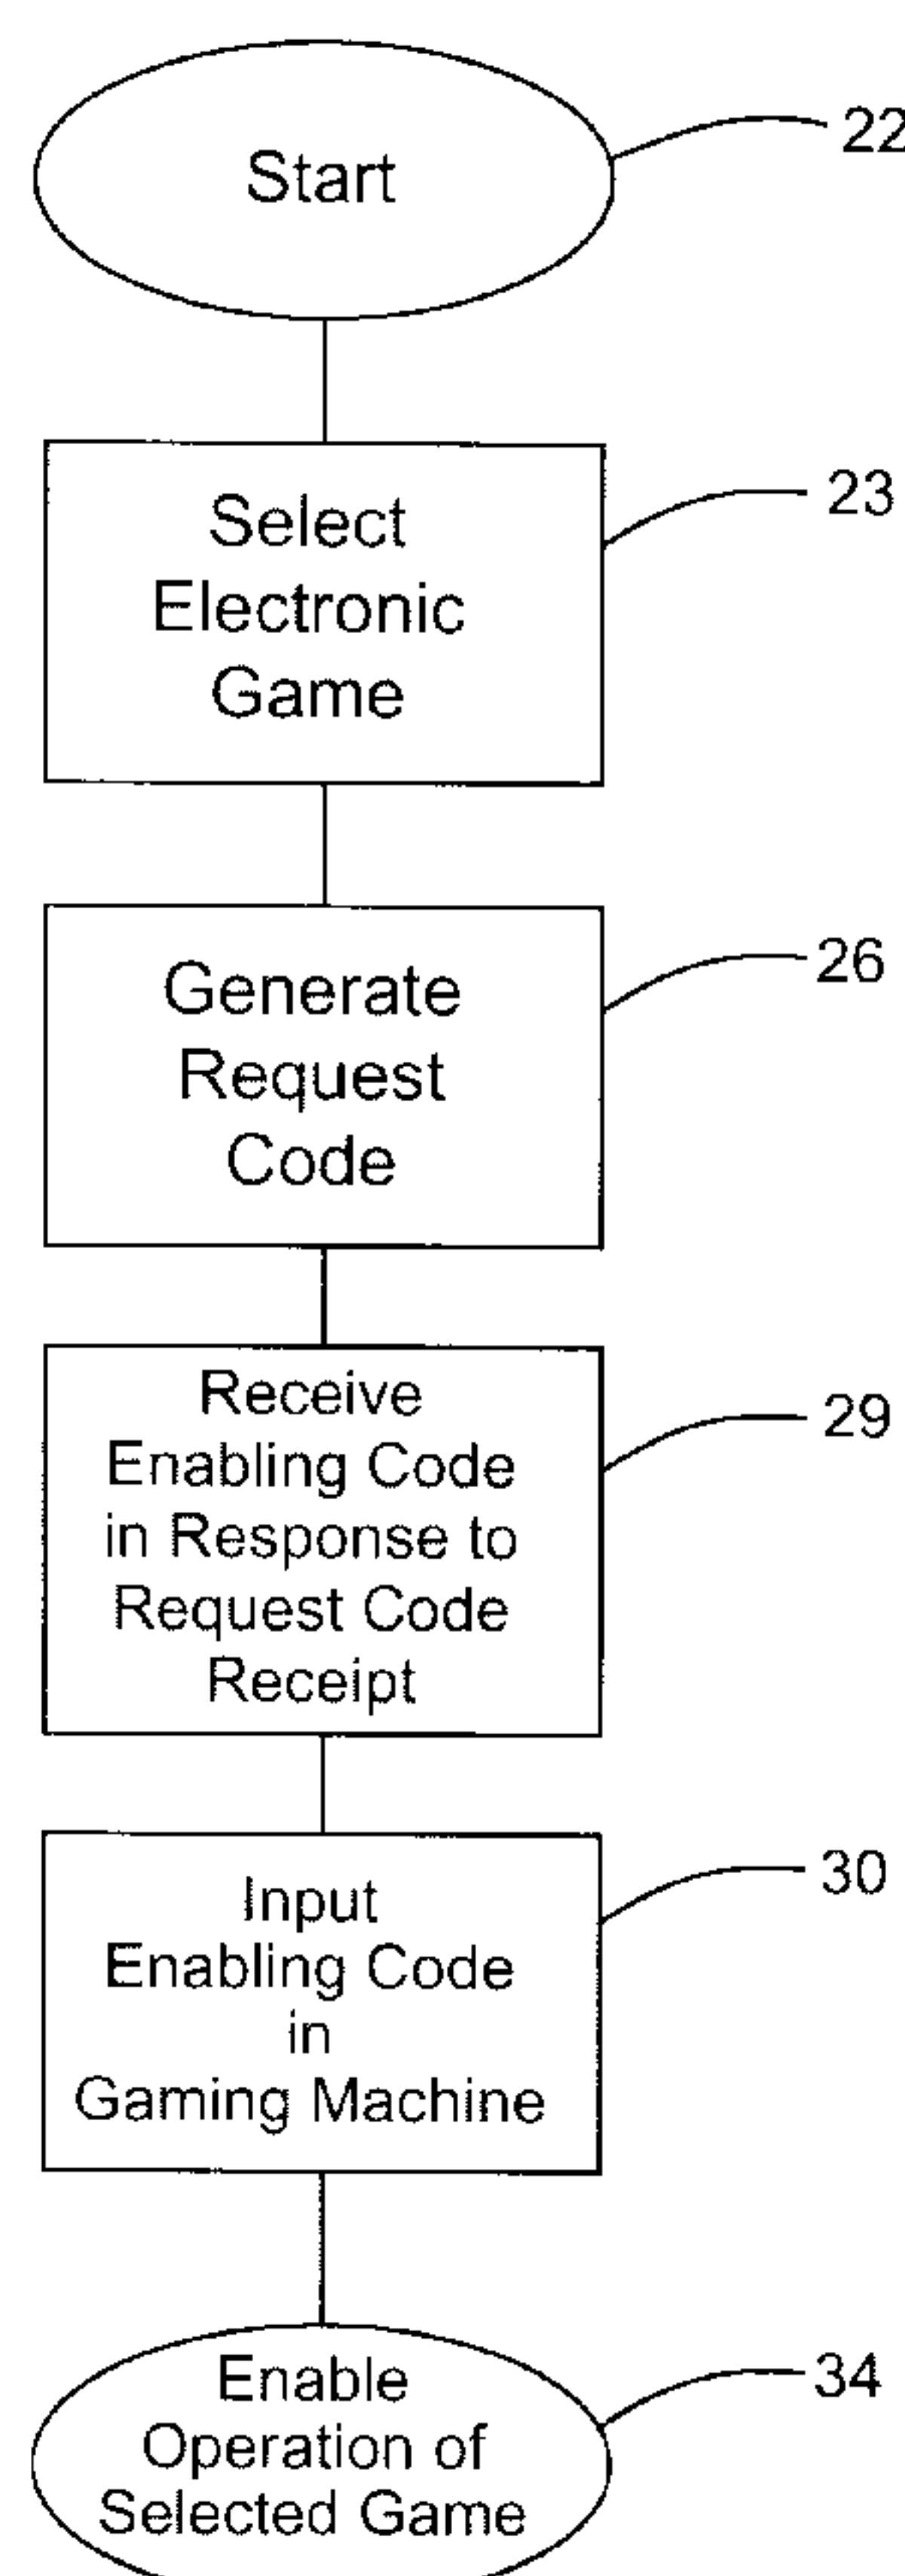 Start
22
Select
Electronic
Game
23
Generate
Request
Code
26
Receive
Enabling Code
in Response to
Request Code
Receipt
29
Input
Enabling Code
in
Gaming Machine
30
Enable
Operation of
Selected Game
34